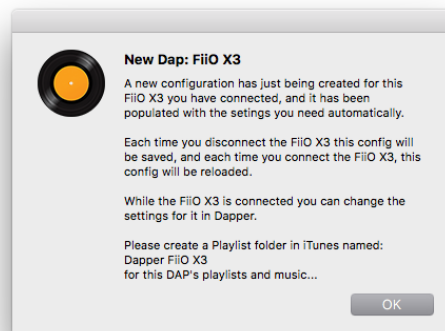 New Dap: FiiO X3
A new configuration has just being created for this
FiiO X3 you have connected, and it has been
populated with the setings you need automatically.
Each time you disconnect the FiiO X3 this config will
be saved, and each time you connect the FiiO X3, this
config will be reloaded.
While the FiiO X3 is connected you can change the
settings for it in Dapper.
Please create a Playlist folder in iTunes named:
Dapper FiiO X3
for this DAP's playlists and music...
OK